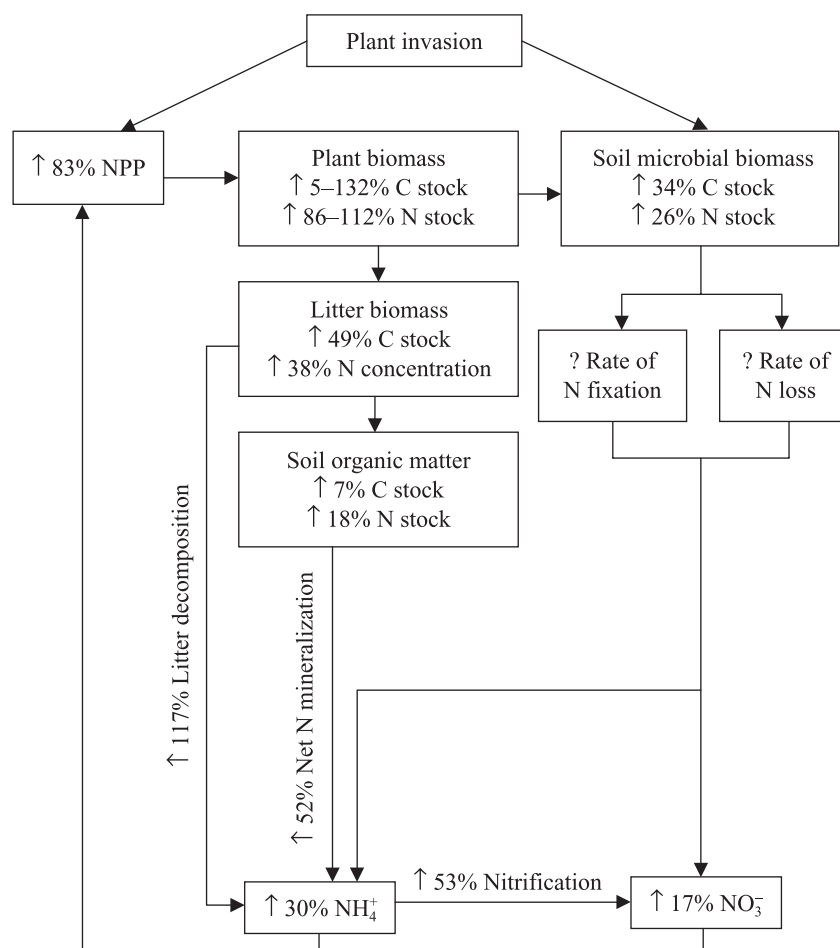 Plant invasion
↑ 83% NPP
Plant biomass
↑ 5–132% C stock
↑ 86–112% N stock
Soil microbial biomass
↑ 34% C stock
↑ 26% N stock
Litter biomass
↑ 49% C stock
↑ 38% N concentration
? Rate of
N fixation
? Rate of
N loss
Soil organic matter
↑ 7% C stock
↑ 18% N stock
↑ 117% Litter decomposition
↑ 52% Net N mineralization
↑ 30% NH₄⁺
↑ 53% Nitrification
↑ 17% NO₃⁻